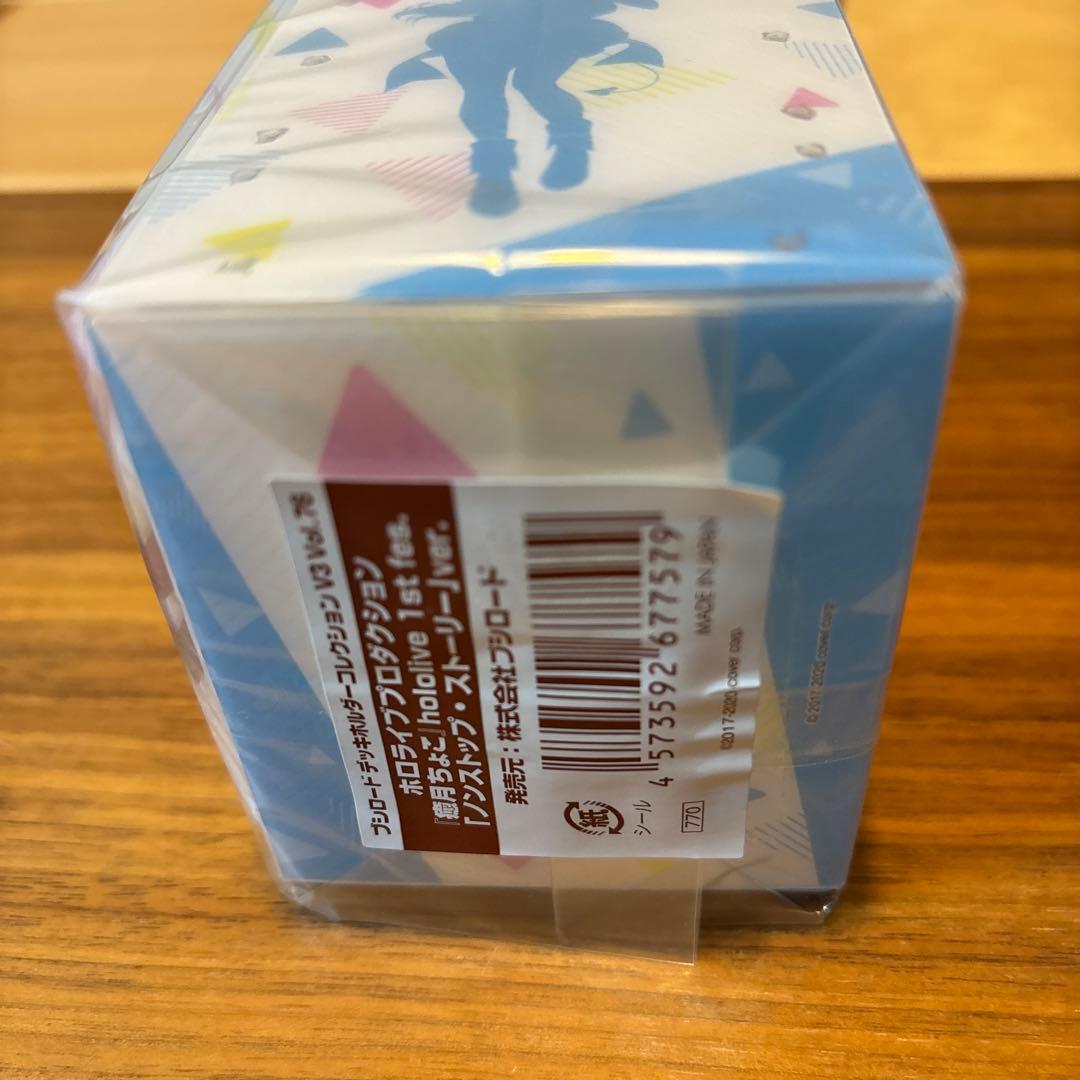 ブシロードデッキホルダーコレクション V3 Vol.76
ホロライブプロダクション
『癒月ちょこ』hololive 1st fes.
「ノンストップ・ストーリー」ver.
発売元：株式会社ブシロード
4 573592 677579
MADE IN JAPAN
©2017-2020 cover corp.
紙
シール
770
©2017-2020 cover corp.